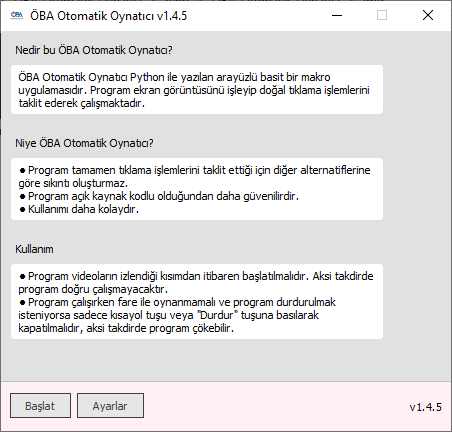 ÖBA
ÖBA Otomatik Oynatıcı v1.4.5
Nedir bu ÖBA Otomatik Oynatıcı?
ÖBA Otomatik Oynatıcı Python ile yazılan arayüzlü basit bir makro
uygulamasıdır. Program ekran görüntüsünü işleyip doğal tıklama işlemlerini
taklit ederek çalışmaktadır.
Niye ÖBA Otomatik Oynatıcı?
● Program tamamen tıklama işlemlerini taklit ettiği için diğer alternatiflerine
göre sıkıntı oluşturmaz.
● Program açık kaynak kodlu olduğundan daha güvenilirdir.
● Kullanımı daha kolaydır.
Kullanım
● Program videoların izlendiği kısımdan itibaren başlatılmalıdır. Aksi takdirde
program doğru çalışmayacaktır.
● Program çalışırken fare ile oynanmamalı ve program durdurulmak
isteniyorsa sadece kısayol tuşu veya "Durdur" tuşuna basılarak
kapatılmalıdır, aksi takdirde program çökebilir.
Başlat
Ayarlar
v1.4.5